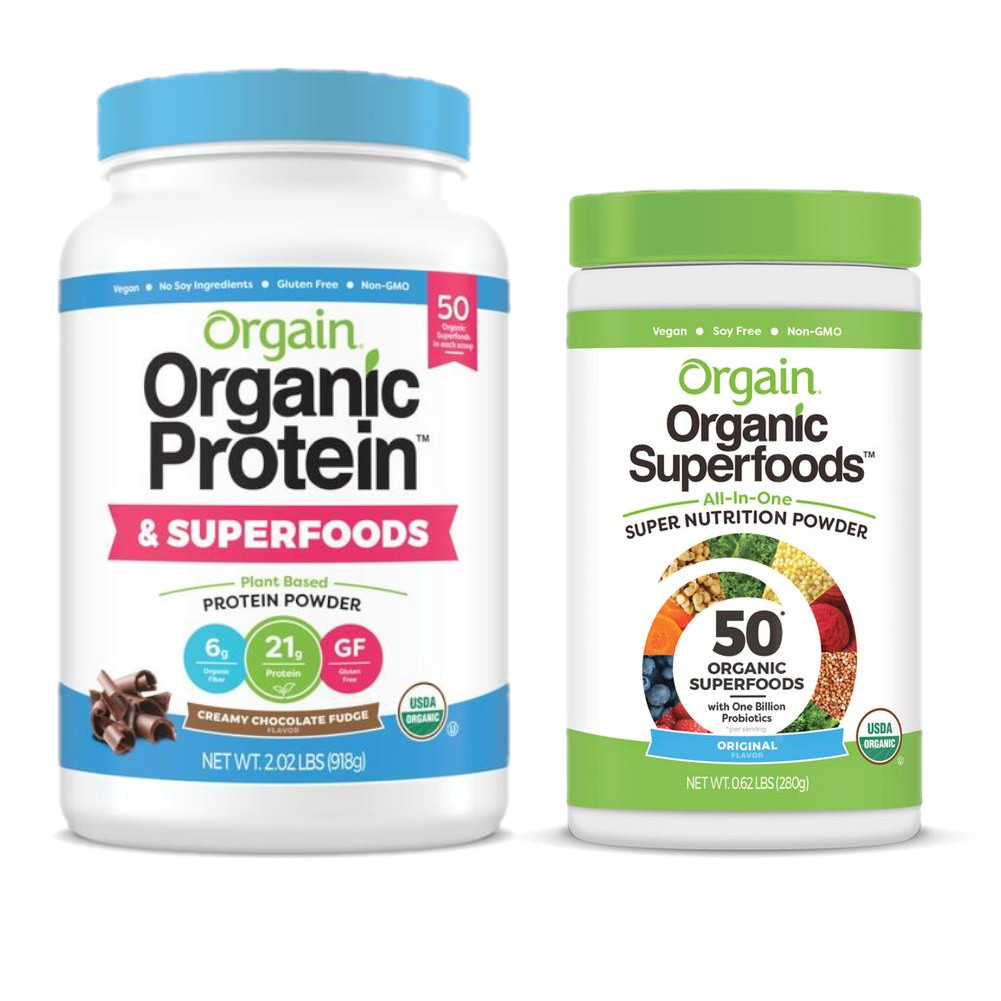 Vegan • No Soy Ingredients • Gluten Free • Non-GMO
50
Organic
Superfoods
in each scoop
Orgain®
Organic
Protein™
& SUPERFOODS
Plant Based
PROTEIN POWDER
6g
Organic
Fiber
21g
Protein
GF
Gluten
Free
CREAMY CHOCOLATE FUDGE
FLAVOR
USDA
ORGANIC
U
NET WT. 2.02 LBS (918g)
Vegan • Soy Free • Non-GMO
Orgain®
Organic
Superfoods™
All-In-One
SUPER NUTRITION POWDER
50*
ORGANIC
SUPERFOODS
with One Billion
Probiotics
*per serving
ORIGINAL
FLAVOR
USDA
ORGANIC
U
NET WT. 0.62 LBS (280g)